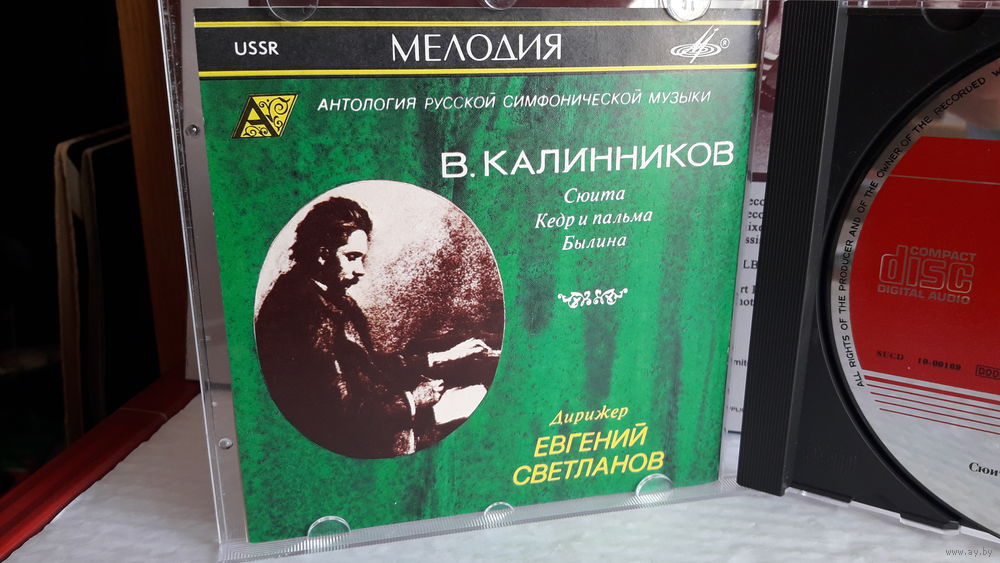 USSR
МЕЛОДИЯ
®
АНТОЛОГИЯ РУССКОЙ СИМФОНИЧЕСКОЙ МУЗЫКИ
В. КАЛИННИКОВ
Сюита
Кедр и пальма
Былина
Дирижер
ЕВГЕНИЙ
СВЕТЛАНОВ
ALL RIGHTS OF THE PRODUCER AND OF THE OWNER OF THE RECORDED
COMPACT
disc
DIGITAL AUDIO
SUCD 10-00169
DDD
www.ay.by